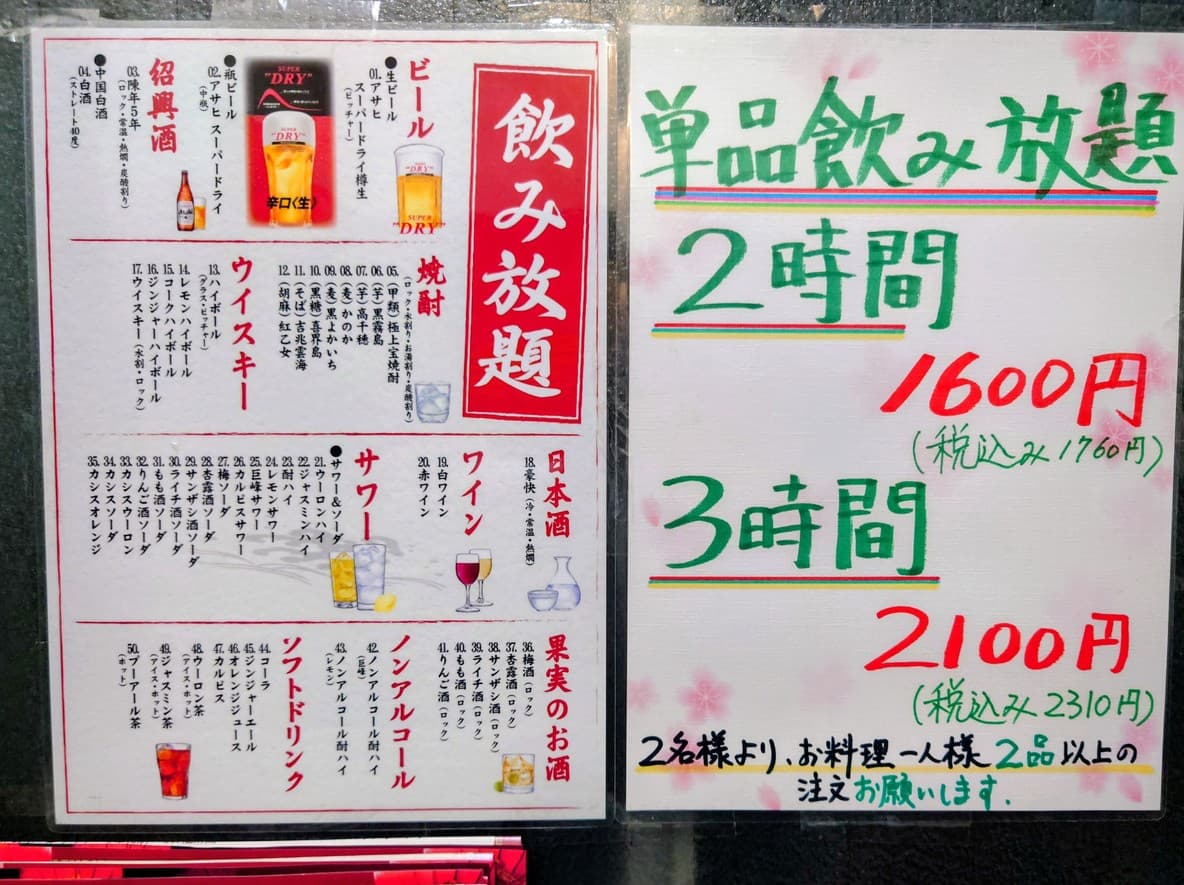 飲み放題
ビール
●生ビール
01.アサヒ
スーパードライ樽生
(ピッチャー)
SUPER
"DRY"
SUPER
"DRY"
SUPER
"DRY"
辛口〈生〉
●瓶ビール
02.アサヒ スーパードライ
(中瓶)
紹興酒
03.陳年5年
(ロック・常温・熱燗・炭酸割り)
●中国白酒
04.白酒
(ストレート40度)
焼酎
(ロック・水割り・お湯割り・炭酸割り)
05.(甲類)極上宝焼酎
06.(芋)黒霧島
07.(芋)高千穂
08.(麦)かのか
09.(麦)黒よかいち
10.(黒糖)喜界島
11.(そば)吉兆雲海
12.(胡麻)紅乙女
ウイスキー
13.ハイボール
(グラス・ピッチャー)
14.レモンハイボール
15.コークハイボール
16.ジンジャーハイボール
17.ウイスキー(水割・ロック)
日本酒
18.豪快(冷・常温・熱燗)
ワイン
19.白ワイン
20.赤ワイン
サワー
●サワー&ソーダ
21.ウーロンハイ
22.ジャスミンハイ
23.酎ハイ
24.レモンサワー
25.巨峰サワー
26.カルピスサワー
27.梅ソーダ
28.杏露酒ソーダ
29.サンザシ酒ソーダ
30.ライチ酒ソーダ
31.もも酒ソーダ
32.りんご酒ソーダ
33.カシスウーロン
34.カシスソーダ
35.カシスオレンジ
果実のお酒
36.梅酒(ロック)
37.杏露酒(ロック)
38.サンザシ酒(ロック)
39.ライチ酒(ロック)
40.もも酒(ロック)
41.りんご酒(ロック)
ノンアルコール
42.ノンアルコール酎ハイ
(巨峰)
43.ノンアルコール酎ハイ
(レモン)
ソフトドリンク
44.コーラ
45.ジンジャーエール
46.オレンジジュース
47.カルピス
48.ウーロン茶
(アイス・ホット)
49.ジャスミン茶
(アイス・ホット)
50.プーアール茶
(ホット)
単品飲み放題
2時間
1600円
(税込み1760円)
3時間
2100円
(税込み2310円)
2名様より、お料理一人様2品以上の
注文お願いします.